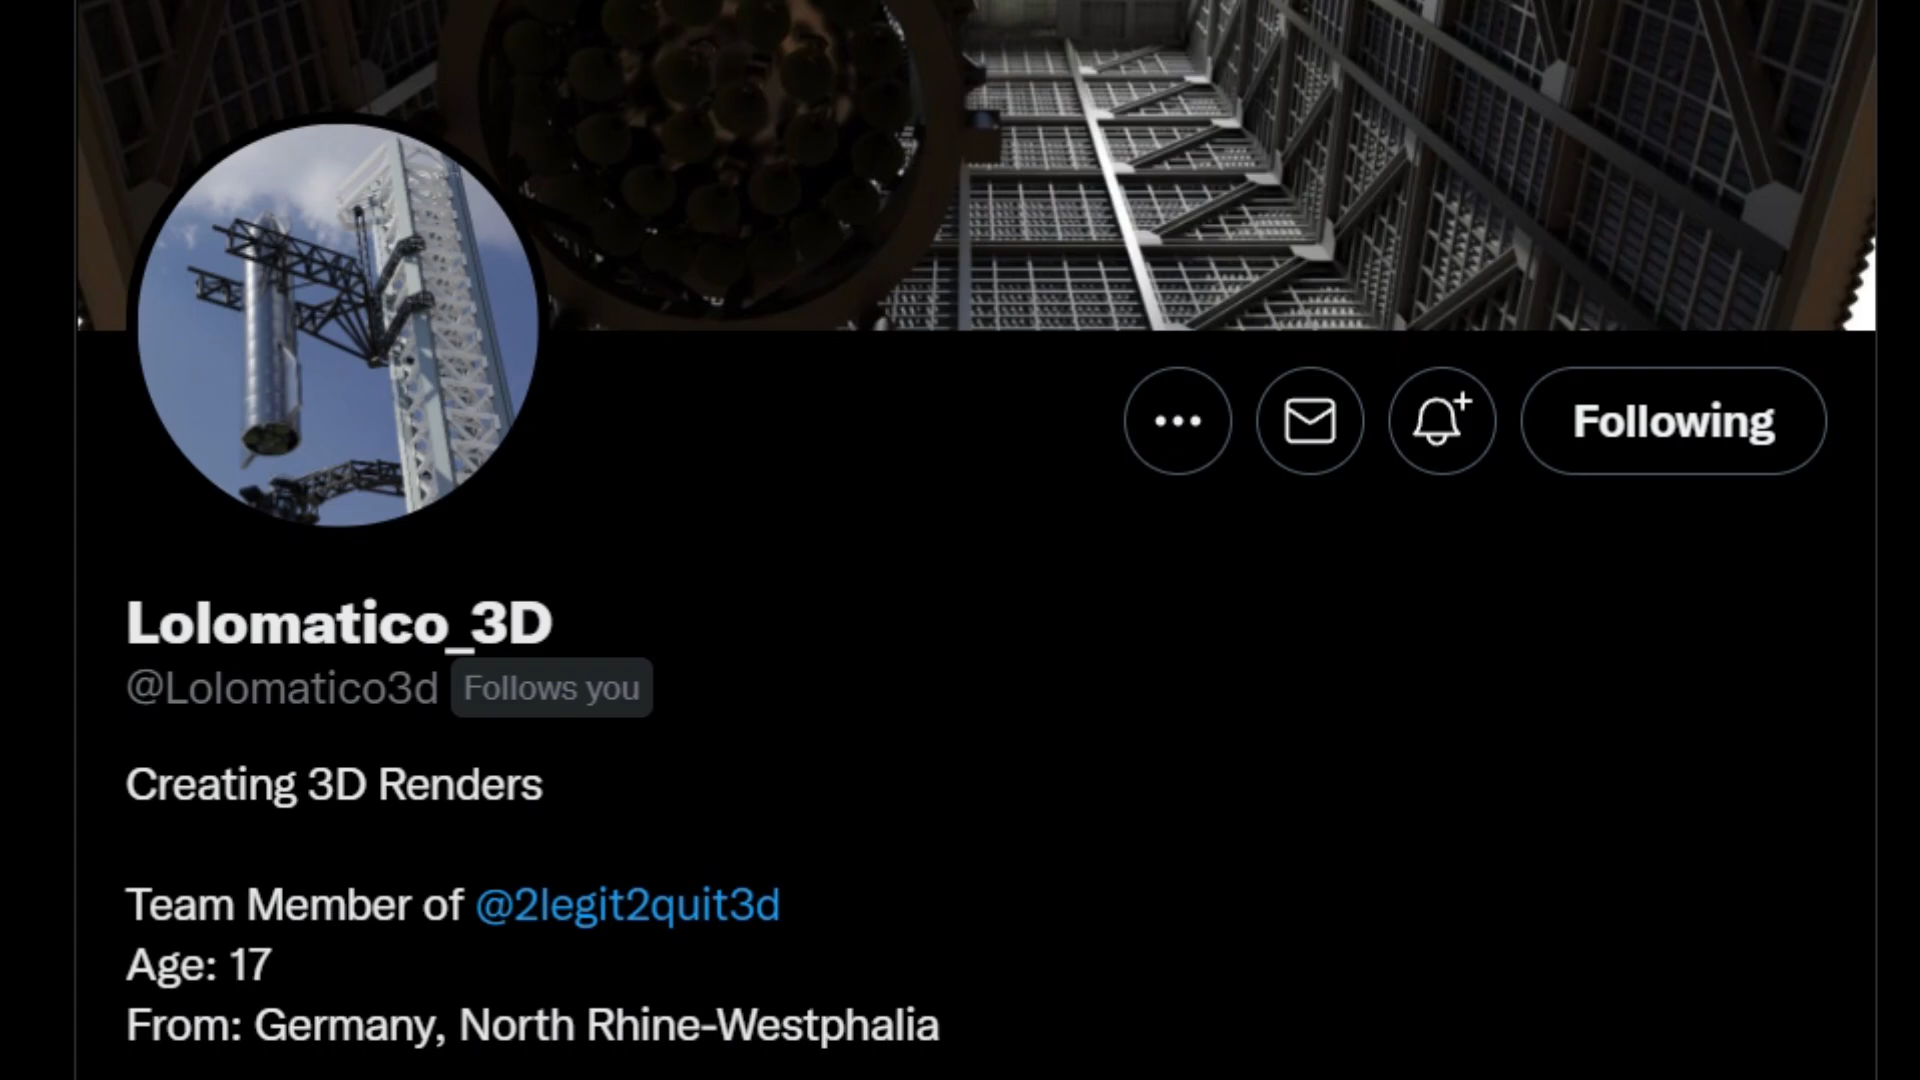 Following
Lolomatico_3D
@Lolomatico3d Follows you
Creating 3D Renders
Team Member of @2legit2quit3d
Age: 17
From: Germany, North Rhine-Westphalia